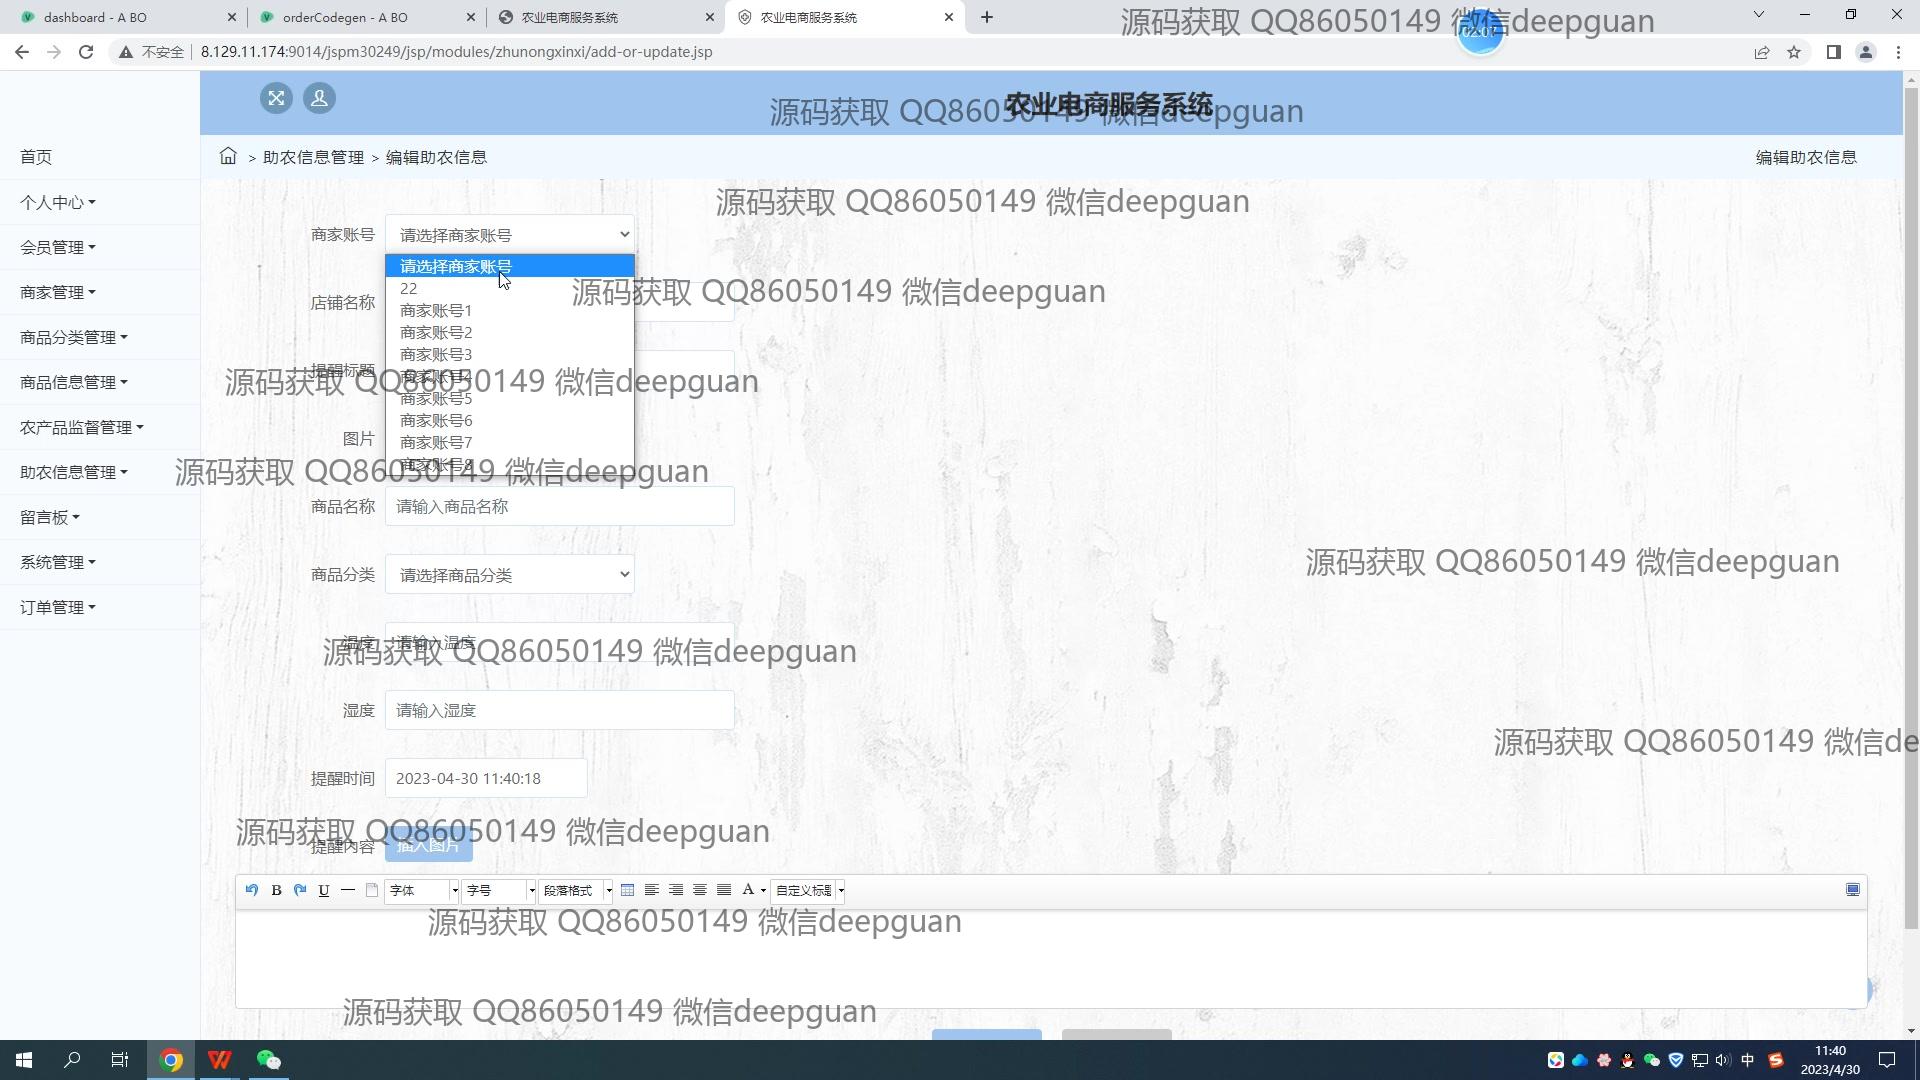 dashboard - A BO
orderCodegen - A BO
农业电商服务系统
农业电商服务系统
源码获取 QQ86050149 微信deepguan
02:07
不安全
8.129.11.174:9014/jspm30249/jsp/modules/zhunongxinxi/add-or-update.jsp
农业电商服务系统
源码获取 QQ86050149 微信deepguan
首页
> 助农信息管理 > 编辑助农信息
编辑助农信息
个人中心
源码获取 QQ86050149 微信deepguan
商家账号
请选择商家账号
会员管理
请选择商家账号
22
商家管理
店铺名称
源码获取 QQ86050149 微信deepguan
商家账号1
商家账号2
商品分类管理
商家账号3
提醒标题
商家账号4
商品信息管理
源码获取 QQ86050149 微信deepguan
商家账号5
商家账号6
农产品监督管理
图片
商家账号7
商家账号8
助农信息管理
源码获取 QQ86050149 微信deepguan
商品名称
请输入商品名称
留言板
系统管理
源码获取 QQ86050149 微信deepguan
商品分类
请选择商品分类
订单管理
温度
请输入温度
源码获取 QQ86050149 微信deepguan
湿度
请输入湿度
源码获取 QQ86050149 微信de
提醒时间
2023-04-30 11:40:18
源码获取 QQ86050149 微信deepguan
提醒内容
插入图片
B
U
字体
字号
段落格式
A
自定义标题
源码获取 QQ86050149 微信deepguan
源码获取 QQ86050149 微信deepguan
中
11:40
2023/4/30